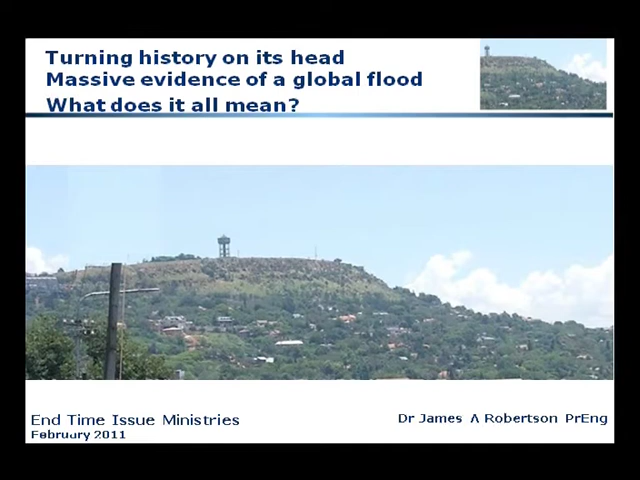 Turning history on its head
Massive evidence of a global flood
What does it all mean?
End Time Issue Ministries
February 2011
Dr James A Robertson PrEng